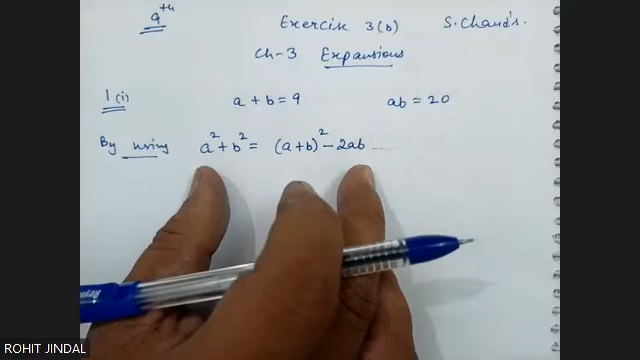 9th Exercise 3(b) S. Chand's.
Ch-3 Expansions
1(i) a + b = 9 ab = 20
By using a² + b² = (a+b)² - 2ab
ROHIT JINDAL